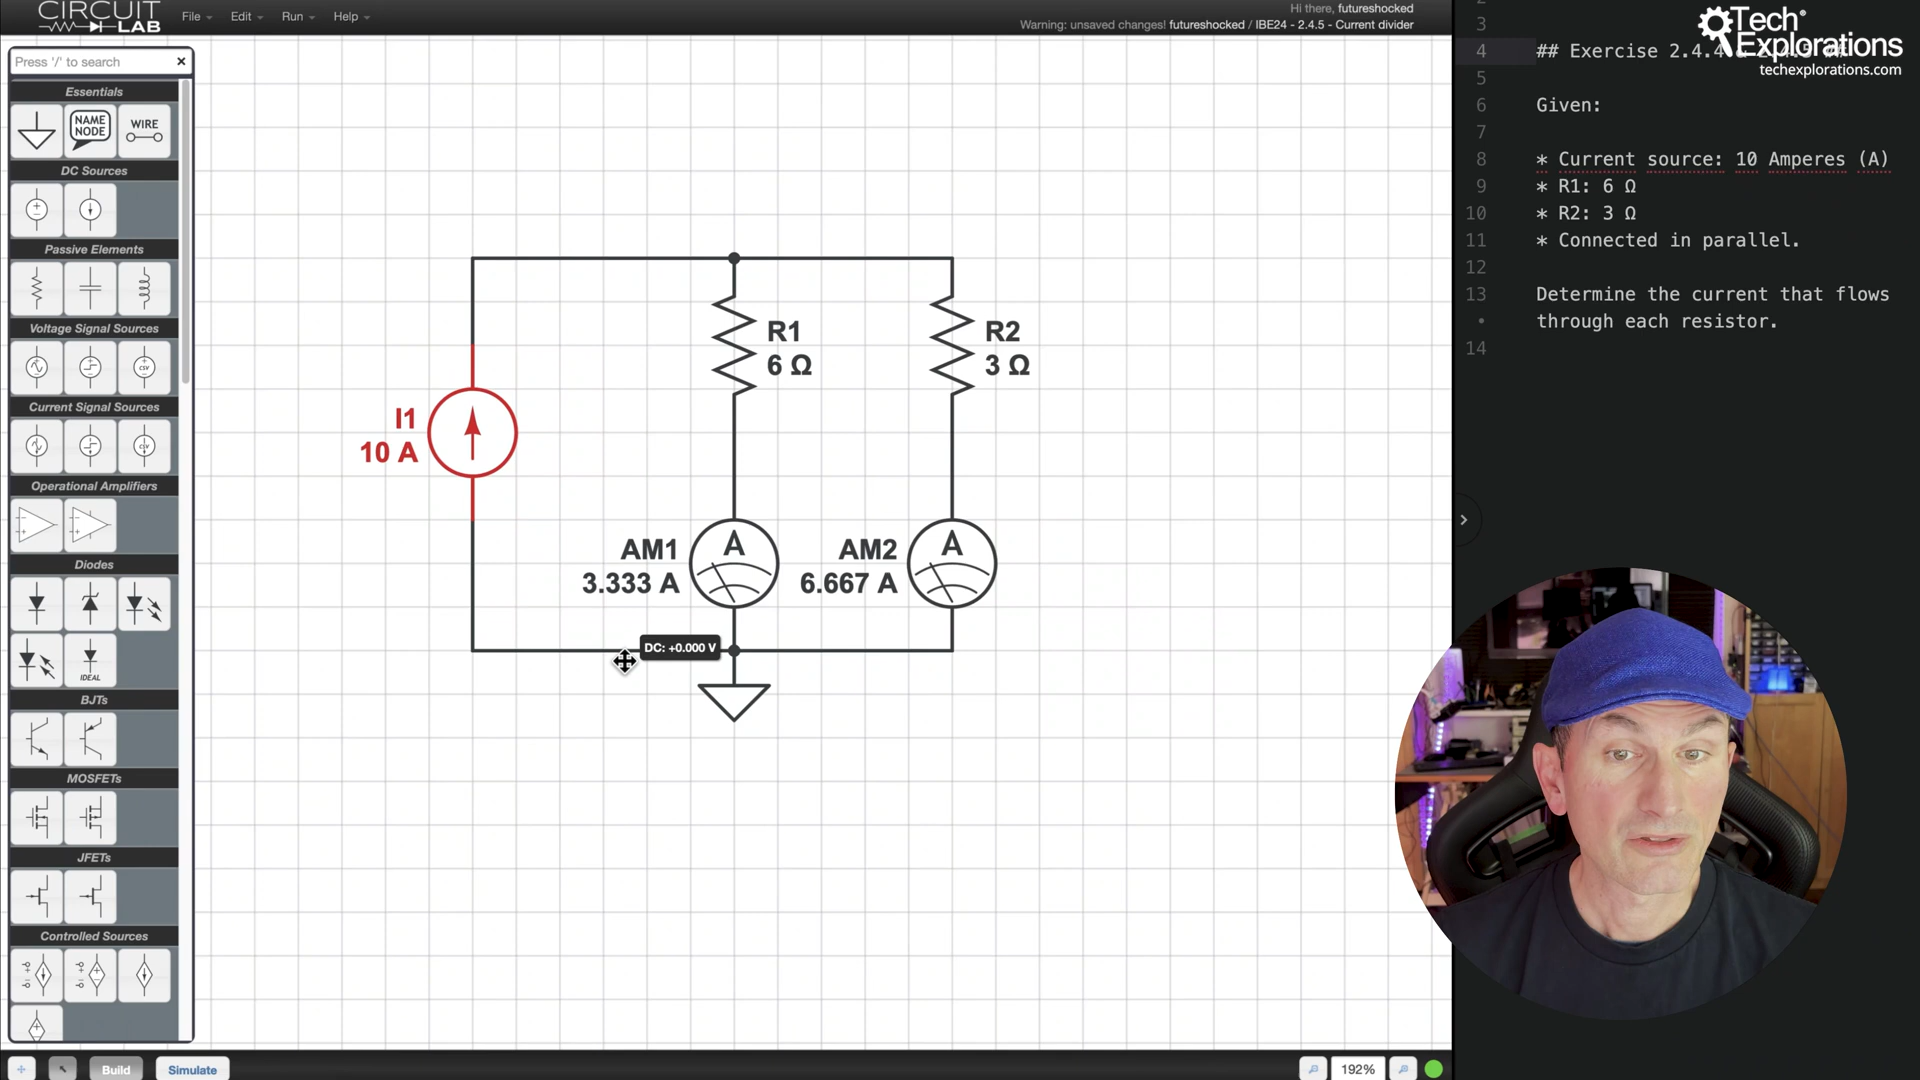 CIRCUIT
LAB
File
Edit
Run
Help
Hi there, futureshocked
Warning: unsaved changes! futureshocked / IBE24 - 2.4.5 - Current divider
Press '/' to search
×
Essentials
NAME
NODE
WIRE
DC Sources
Passive Elements
Voltage Signal Sources
CSV
Current Signal Sources
CSV
Operational Amplifiers
Diodes
IDEAL
BJTs
MOSFETs
JFETs
Controlled Sources
I1
10 A
R1
6 Ω
R2
3 Ω
AM1
3.333 A
A
AM2
6.667 A
A
DC: +0.000 V
Build
Simulate
192%
Tech
Explorations
techexplorations.com
3
4 ## Exercise 2.4.4
5
6 Given:
7
8 * Current source: 10 Amperes (A)
9 * R1: 6 Ω
10 * R2: 3 Ω
11 * Connected in parallel.
12
13 Determine the current that flows
• through each resistor.
14